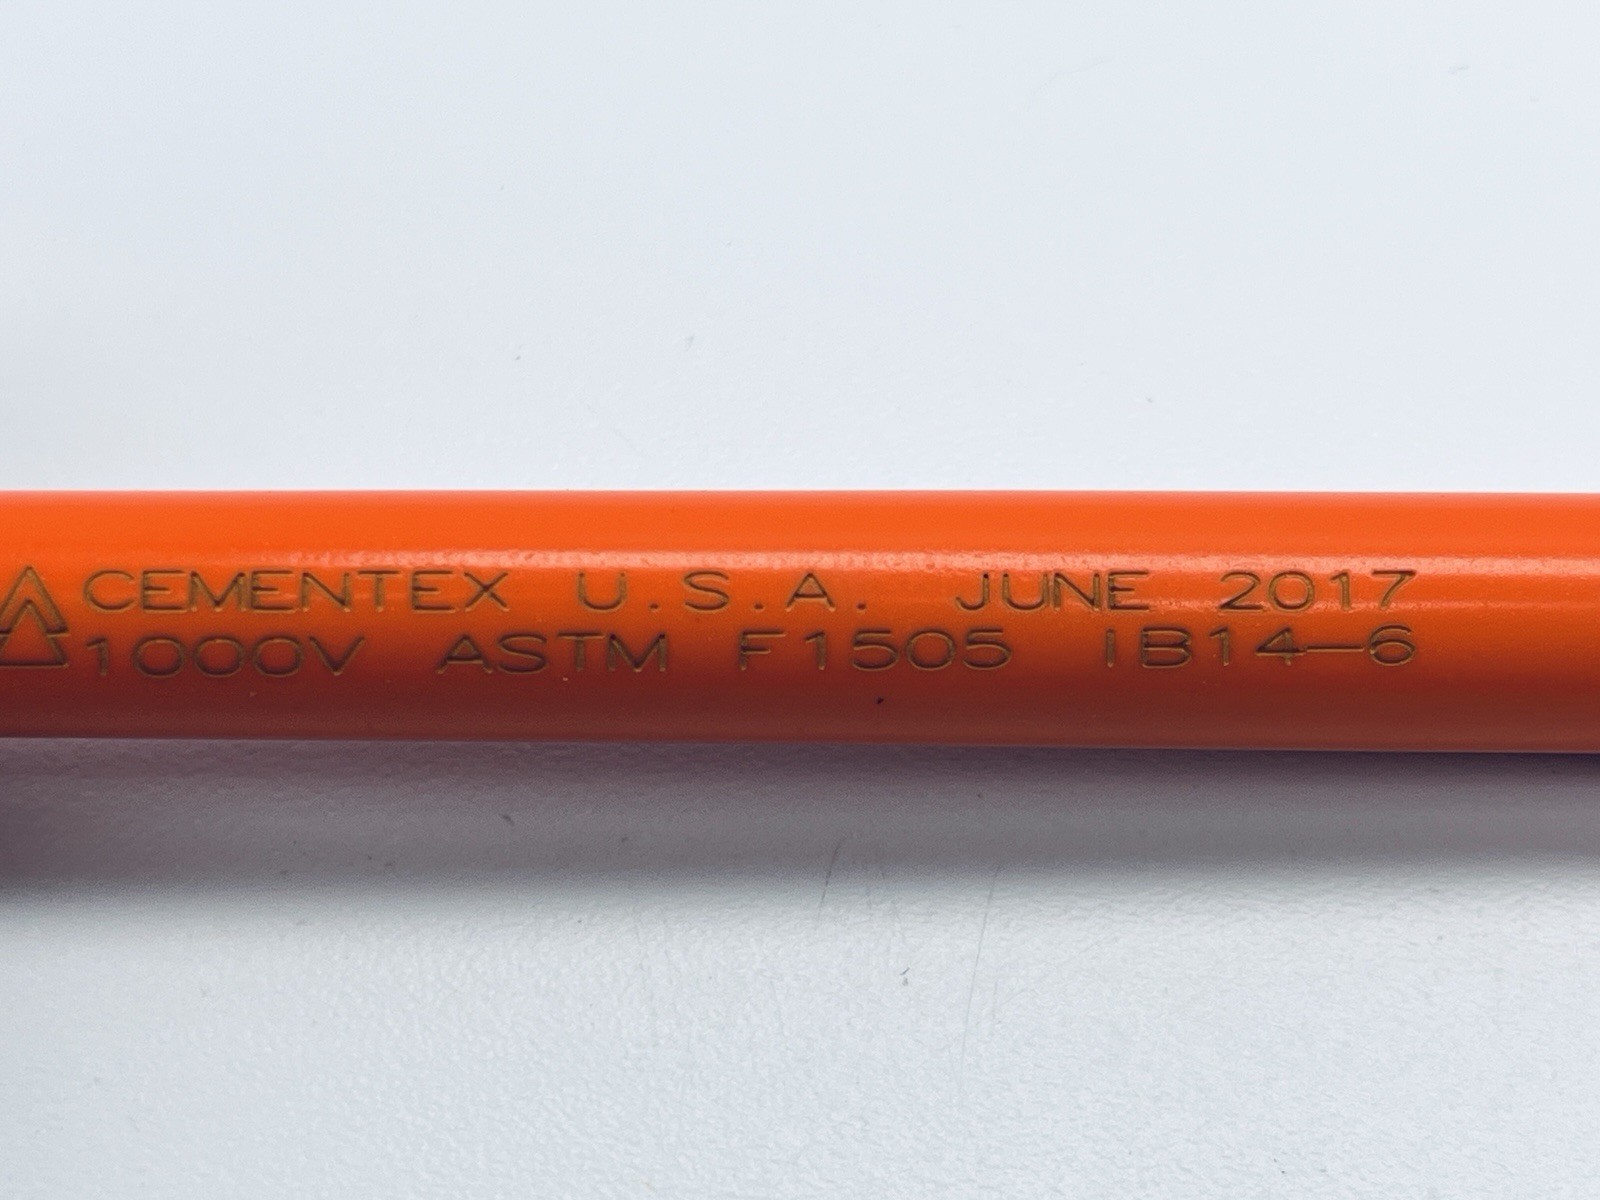 CEMENTEX U.S.A. JUNE 2017
1000V ASTM F1505 IB14-6